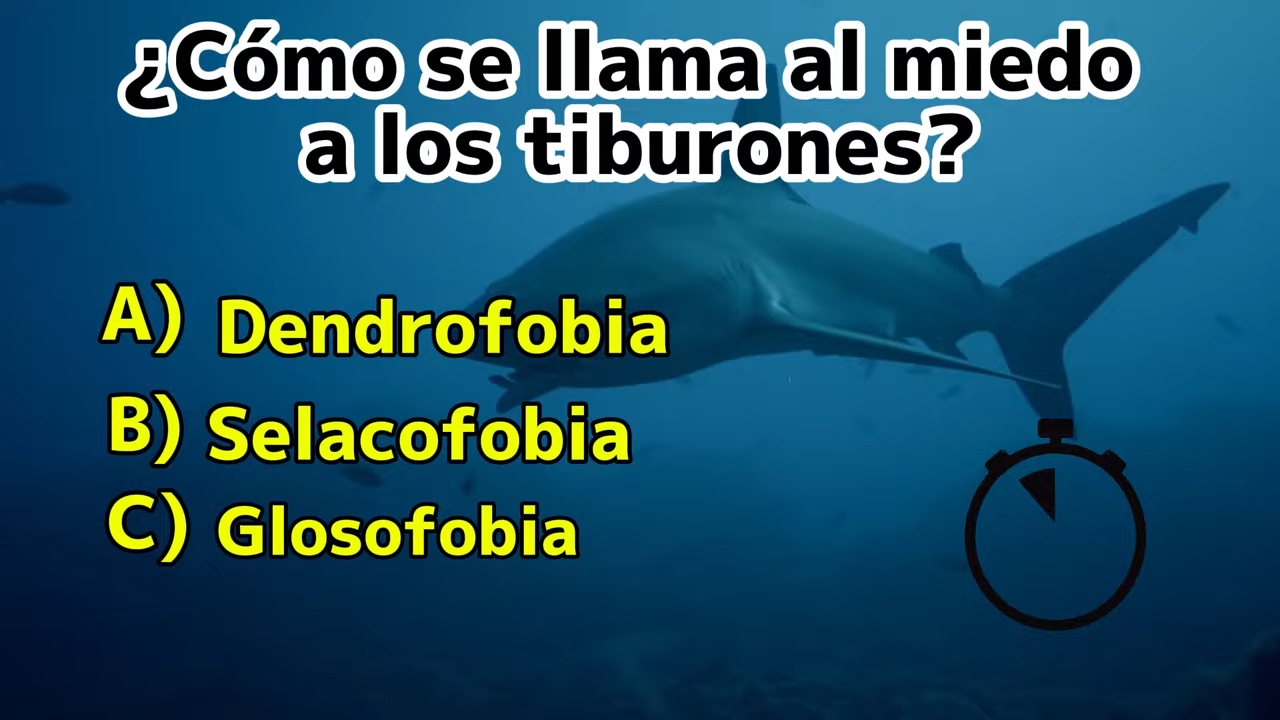 ¿Cómo se llama al miedo
a los tiburones?
A) Dendrofobia
B) Selacofobia
C) Glosofobia